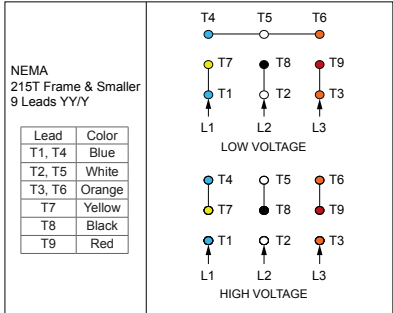 NEMA
215T Frame & Smaller
9 Leads YY/Y
Lead Color
T1, T4 Blue
T2, T5 White
T3, T6 Orange
T7 Yellow
T8 Black
T9 Red
T4 T5 T6
T7 T8 T9
T1 T2 T3
L1 L2 L3
LOW VOLTAGE
T4 T5 T6
T7 T8 T9
T1 T2 T3
L1 L2 L3
HIGH VOLTAGE